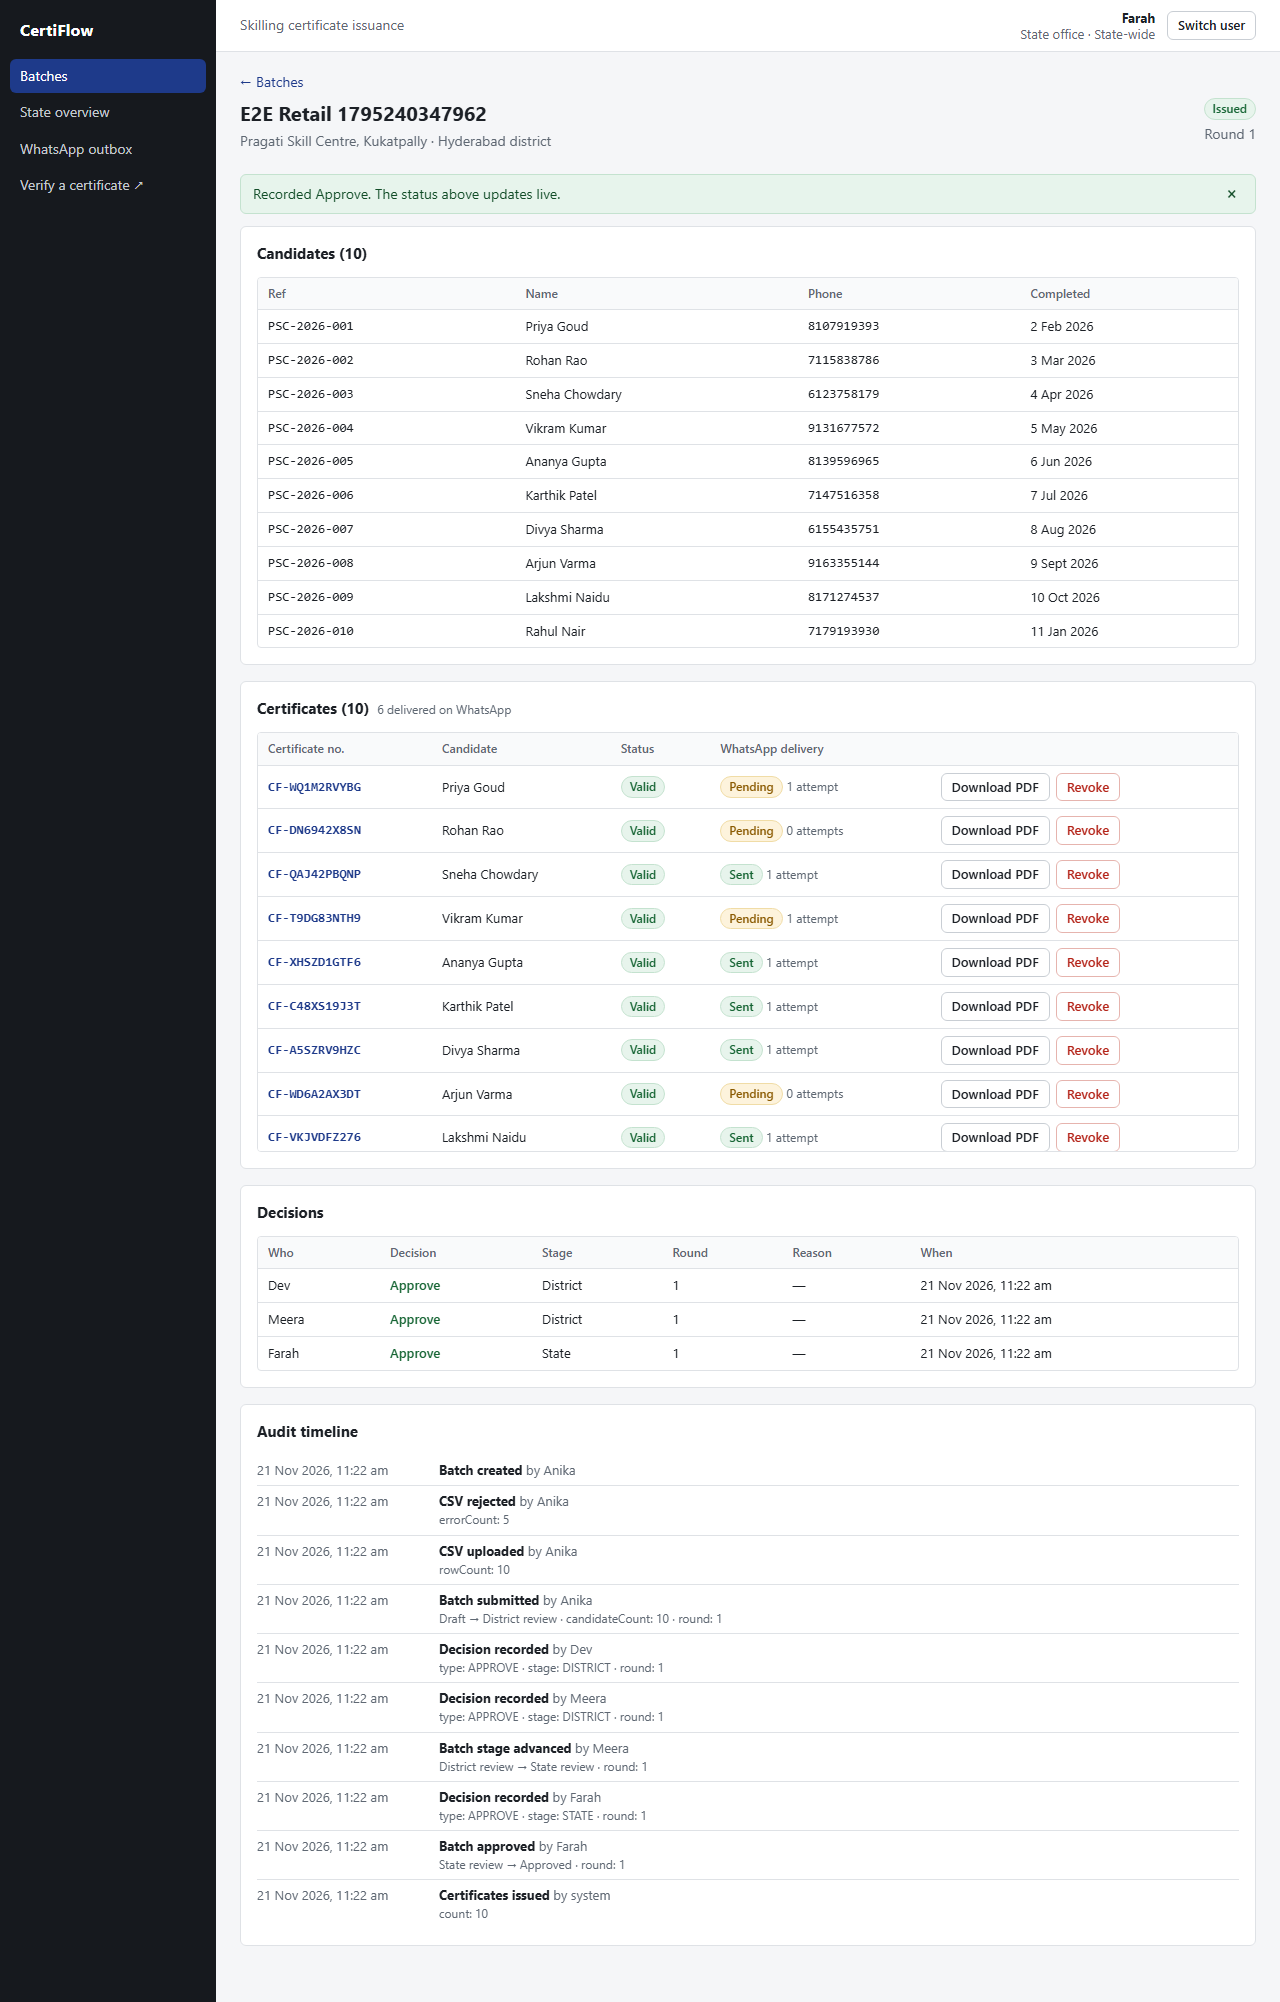 CertiFlow
Batches
State overview
WhatsApp outbox
Verify a certificate ↗
Skilling certificate issuance
Farah
State office · State-wide
Switch user
← Batches
E2E Retail 1795240347962
Pragati Skill Centre, Kukatpally · Hyderabad district
Issued
Round 1
Recorded Approve. The status above updates live. ×
Candidates (10)
Ref Name Phone Completed
PSC-2026-001 Priya Goud 8107919393 2 Feb 2026
PSC-2026-002 Rohan Rao 7115838786 3 Mar 2026
PSC-2026-003 Sneha Chowdary 6123758179 4 Apr 2026
PSC-2026-004 Vikram Kumar 9131677572 5 May 2026
PSC-2026-005 Ananya Gupta 8139596965 6 Jun 2026
PSC-2026-006 Karthik Patel 7147516358 7 Jul 2026
PSC-2026-007 Divya Sharma 6155435751 8 Aug 2026
PSC-2026-008 Arjun Varma 9163355144 9 Sept 2026
PSC-2026-009 Lakshmi Naidu 8171274537 10 Oct 2026
PSC-2026-010 Rahul Nair 7179193930 11 Jan 2026
Certificates (10) 6 delivered on WhatsApp
Certificate no. Candidate Status WhatsApp delivery
CF-WQ1M2RVYBG Priya Goud Valid Pending 1 attempt Download PDF Revoke
CF-DN6942X8SN Rohan Rao Valid Pending 0 attempts Download PDF Revoke
CF-QAJ42PBQNP Sneha Chowdary Valid Sent 1 attempt Download PDF Revoke
CF-T9DG83NTH9 Vikram Kumar Valid Pending 1 attempt Download PDF Revoke
CF-XHSZD1GTF6 Ananya Gupta Valid Sent 1 attempt Download PDF Revoke
CF-C48XS19J3T Karthik Patel Valid Sent 1 attempt Download PDF Revoke
CF-A5SZRV9HZC Divya Sharma Valid Sent 1 attempt Download PDF Revoke
CF-WD6A2AX3DT Arjun Varma Valid Pending 0 attempts Download PDF Revoke
CF-VKJVDFZ276 Lakshmi Naidu Valid Sent 1 attempt Download PDF Revoke
Decisions
Who Decision Stage Round Reason When
Dev Approve District 1 — 21 Nov 2026, 11:22 am
Meera Approve District 1 — 21 Nov 2026, 11:22 am
Farah Approve State 1 — 21 Nov 2026, 11:22 am
Audit timeline
21 Nov 2026, 11:22 am Batch created by Anika
21 Nov 2026, 11:22 am CSV rejected by Anika
errorCount: 5
21 Nov 2026, 11:22 am CSV uploaded by Anika
rowCount: 10
21 Nov 2026, 11:22 am Batch submitted by Anika
Draft → District review · candidateCount: 10 · round: 1
21 Nov 2026, 11:22 am Decision recorded by Dev
type: APPROVE · stage: DISTRICT · round: 1
21 Nov 2026, 11:22 am Decision recorded by Meera
type: APPROVE · stage: DISTRICT · round: 1
21 Nov 2026, 11:22 am Batch stage advanced by Meera
District review → State review · round: 1
21 Nov 2026, 11:22 am Decision recorded by Farah
type: APPROVE · stage: STATE · round: 1
21 Nov 2026, 11:22 am Batch approved by Farah
State review → Approved · round: 1
21 Nov 2026, 11:22 am Certificates issued by system
count: 10